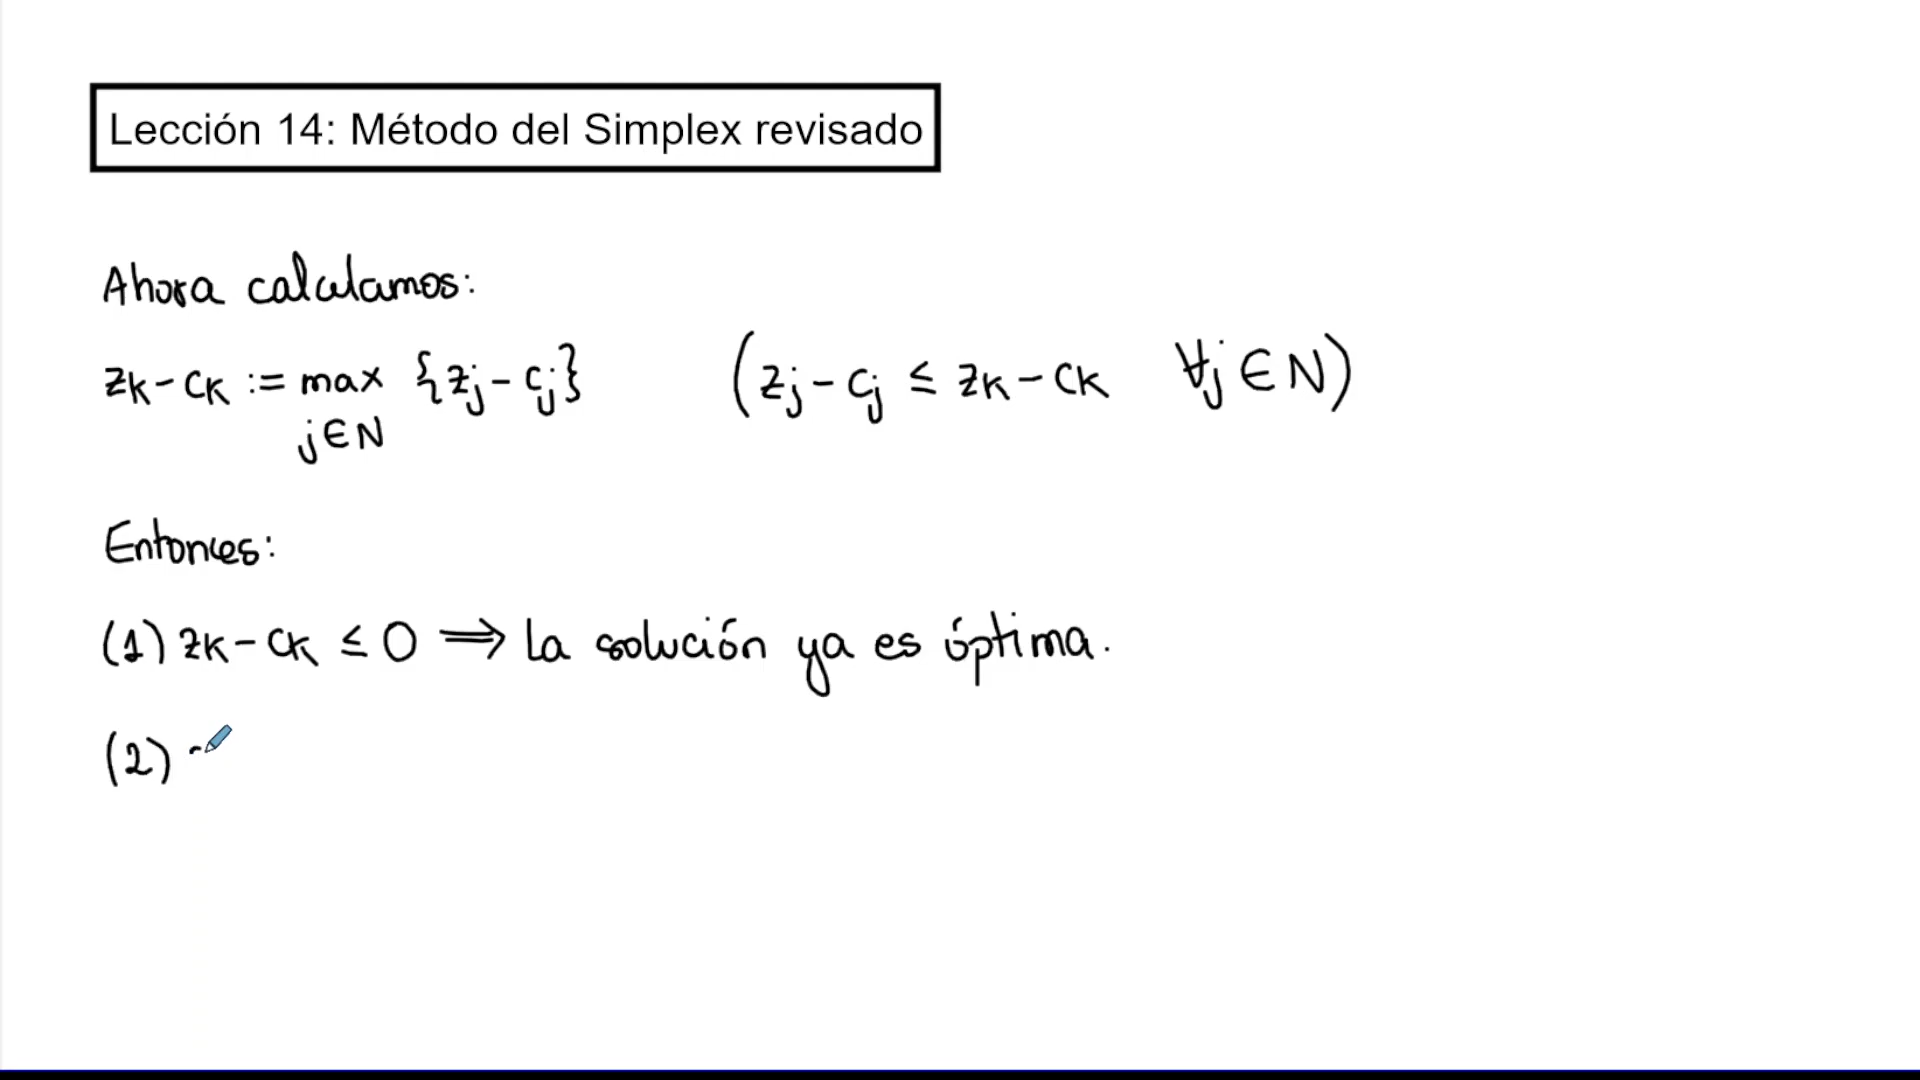 Lección 14: Método del Simplex revisado
Ahora calculamos:
zk - ck := max {zj - cj} (zj - cj ≤ zk - ck ∀j ∈ N)
j ∈ N
Entonces:
(1) zk - ck ≤ 0 ⟹ la solución ya es óptima.
(2)